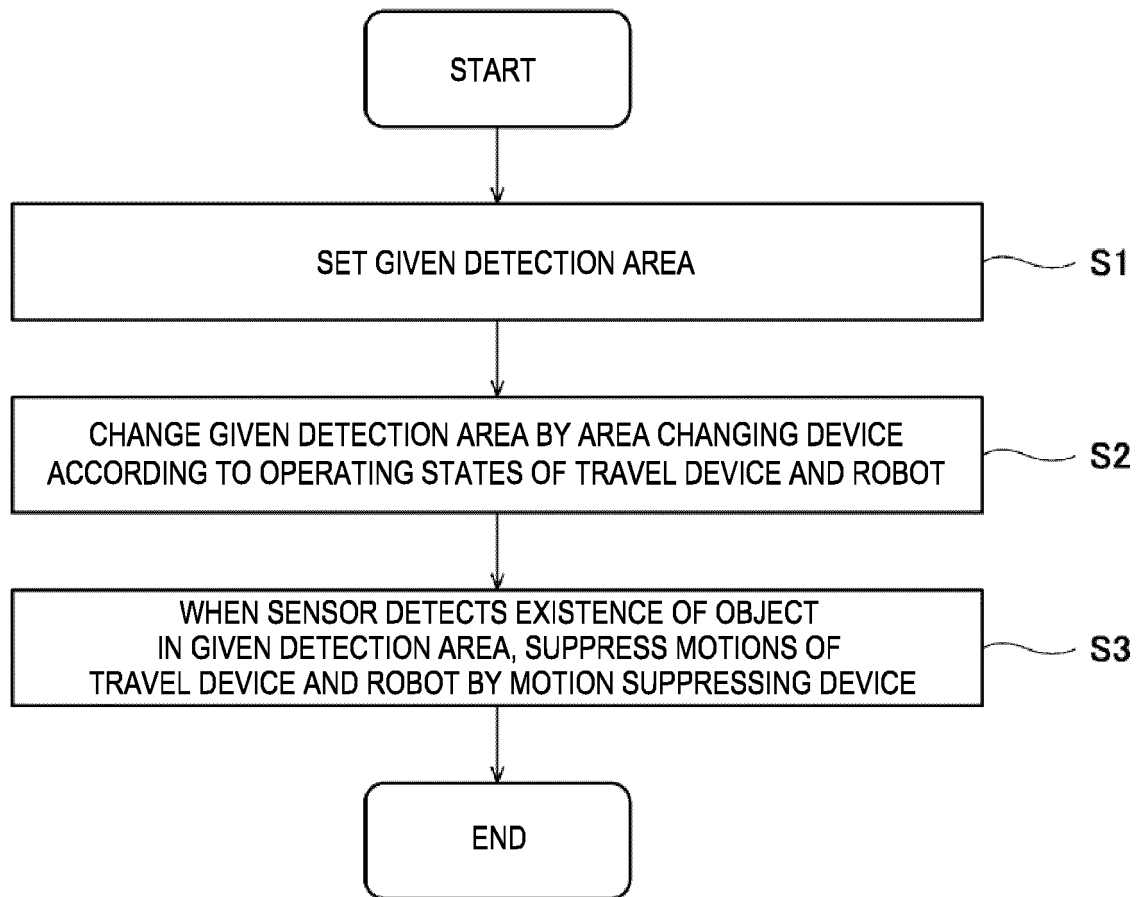 START
SET GIVEN DETECTION AREA
S1
CHANGE GIVEN DETECTION AREA BY AREA CHANGING DEVICE
ACCORDING TO OPERATING STATES OF TRAVEL DEVICE AND ROBOT
S2
WHEN SENSOR DETECTS EXISTENCE OF OBJECT
IN GIVEN DETECTION AREA, SUPPRESS MOTIONS OF
TRAVEL DEVICE AND ROBOT BY MOTION SUPPRESSING DEVICE
S3
END